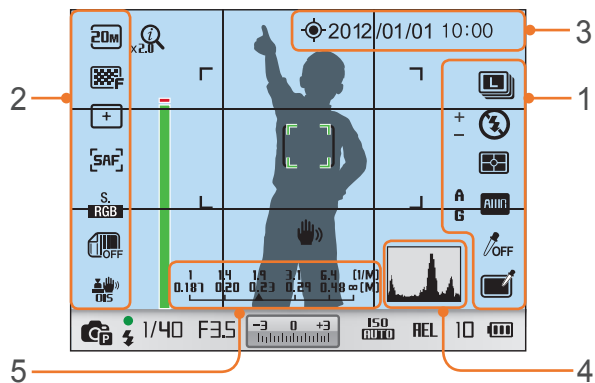 2012/01/01 10:00
3
20M
i
x2.0
L
2
1
F
+
+
−
SAF
S.
RGB
A
G
AWB
OFF
OFF
OIS
1 1.4 1.9 3.1 6.4 (1/M)
0.187 0.20 0.23 0.29 0.48 ∞ (M)
P
1/40 F3.5
−3 0 +3
ISO
AUTO
AEL
10
5
4